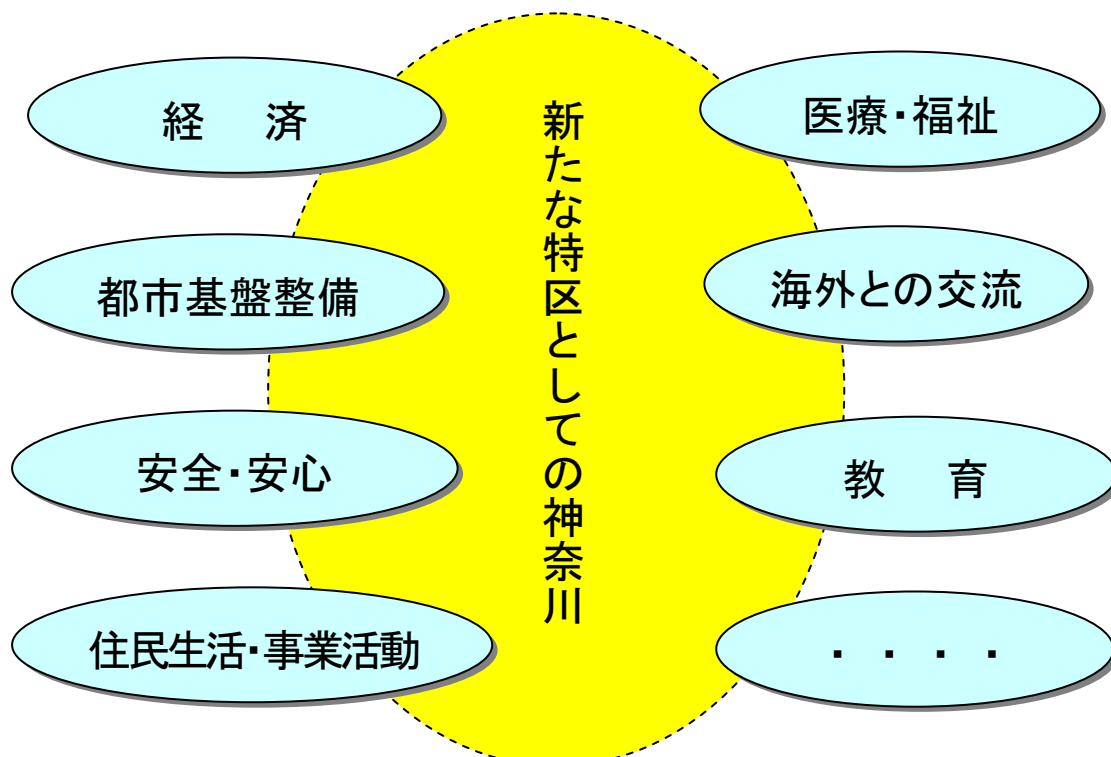 新たな特区としての神奈川
経　済
医療・福祉
都市基盤整備
海外との交流
安全・安心
教　育
住民生活・事業活動
・・・・